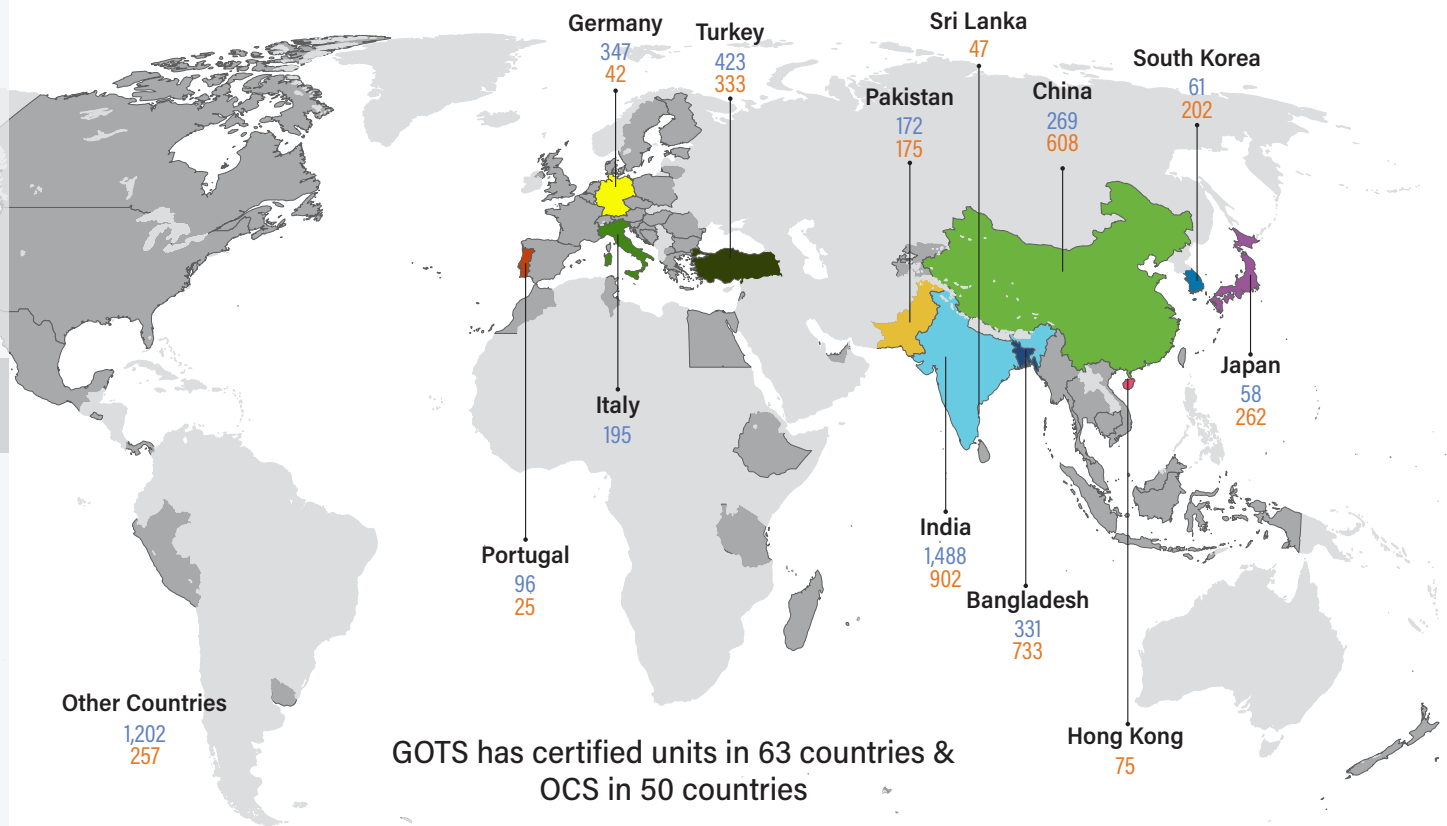 Germany
347
42
Turkey
423
333
Sri Lanka
47
Pakistan
172
175
China
269
608
South Korea
61
202
Japan
58
262
Italy
195
Portugal
96
25
India
1,488
902
Bangladesh
331
733
Hong Kong
75
Other Countries
1,202
257
GOTS has certified units in 63 countries &
OCS in 50 countries